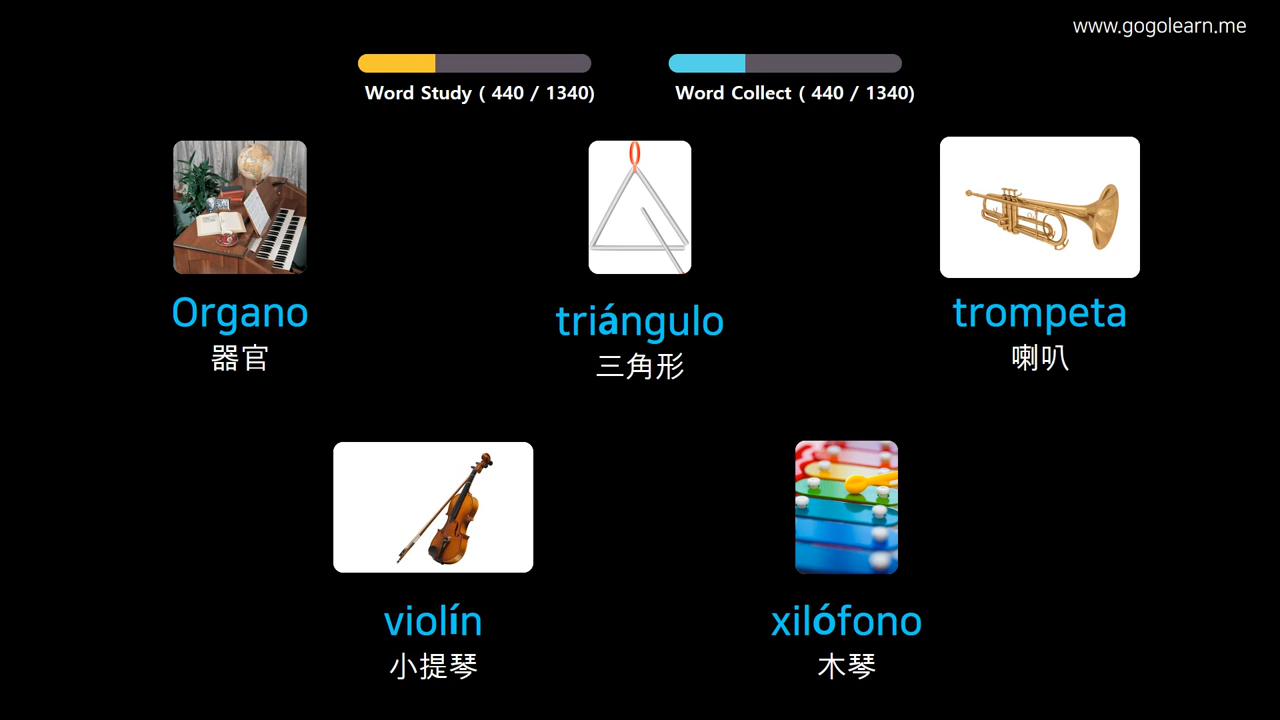 www.gogolearn.me
Word Study ( 440 / 1340)
Word Collect ( 440 / 1340)
Organo
器官
triángulo
三角形
trompeta
喇叭
violín
小提琴
xilófono
木琴